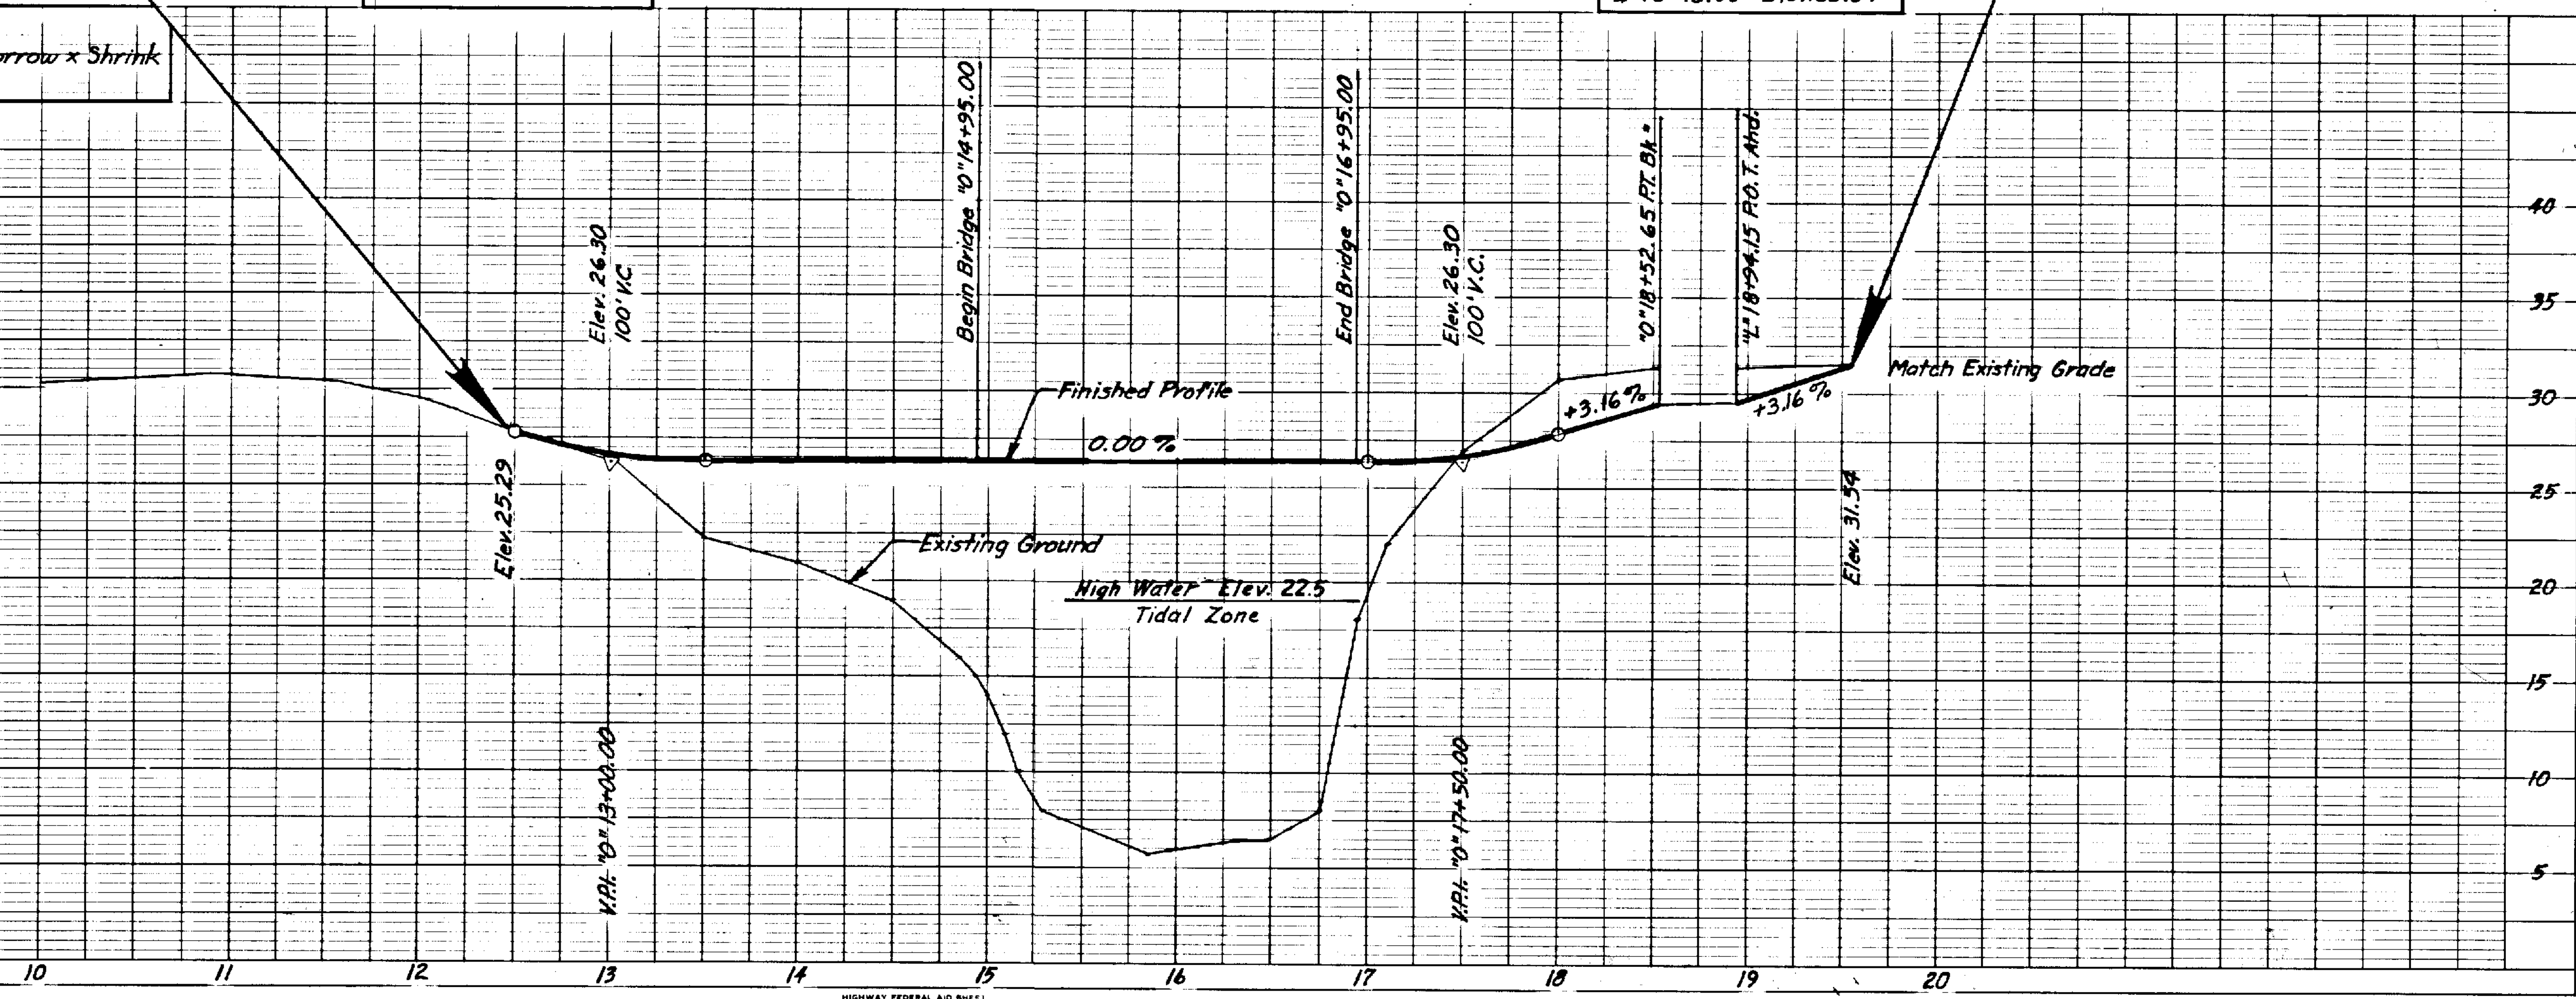 x Shrink
Begin Bridge "O" 14+95.00
End Bridge "O" 16+95.00
"O" 18+52.65 P.T. Bk =
"L" 18+94.15 P.O.T. Ahd.
Elev. 26.30
100' V.C.
Elev. 26.30
100' V.C.
40
35
Match Existing Grade
Finished Profile
+3.16%
+3.16%
30
0.00%
Elev. 25.29
25
Elev. 31.54
Existing Ground
High Water Elev. 22.5
Tidal Zone
20
15
V.P.I. "O" 13+00.00
V.P.I. "O" 17+50.00
10
5
10 11 12 13 14 15 16 17 18 19 20
HIGHWAY FEDERAL AID SHEET